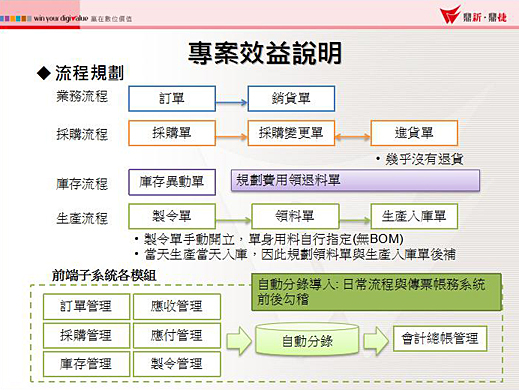 win your digivalue 贏在數位價值
鼎新・鼎捷
專案效益說明
◆ 流程規劃
業務流程 訂單 銷貨單
採購流程 採購單 採購變更單 進貨單
• 幾乎沒有退貨
庫存流程 庫存異動單 規劃費用領退料單
生產流程 製令單 領料單 生產入庫單
• 製令單手動開立，單身用料自行指定(無BOM)
• 當天生產當天入庫，因此規劃領料單與生產入庫單後補
前端子系統各模組
自動分錄導入: 日常流程與傳票帳務系統
前後勾稽
訂單管理 應收管理
採購管理 應付管理 自動分錄 會計總帳管理
庫存管理 製令管理